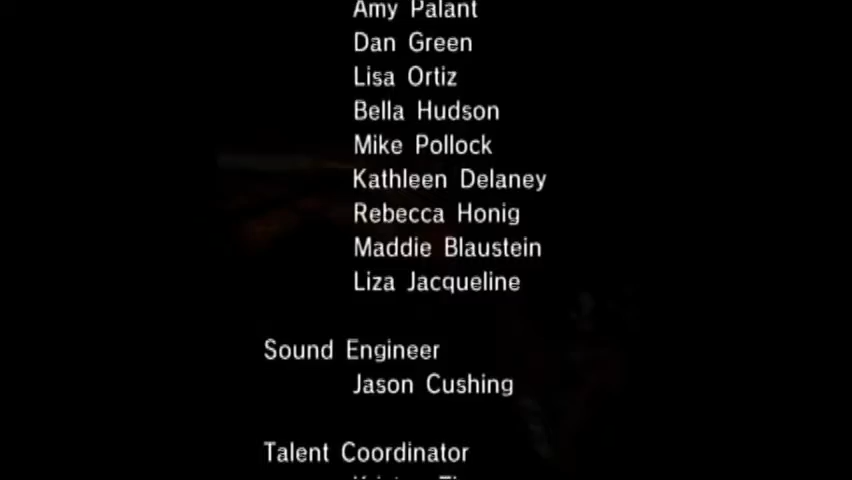 Amy Palant
Dan Green
Lisa Ortiz
Bella Hudson
Mike Pollock
Kathleen Delaney
Rebecca Honig
Maddie Blaustein
Liza Jacqueline
Sound Engineer
Jason Cushing
Talent Coordinator